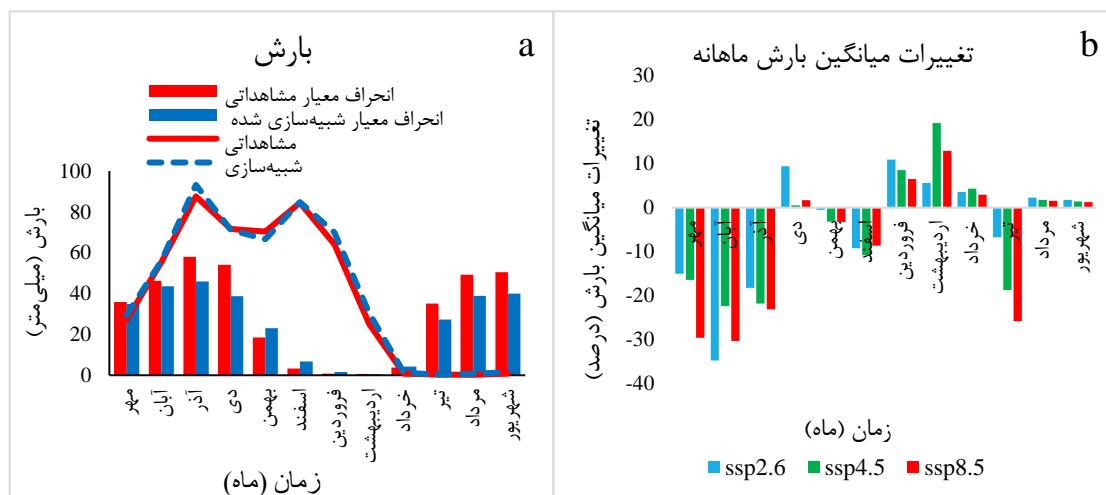 a
بارش
انحراف معیار مشاهداتی
انحراف معیار شبیه‌سازی شده
مشاهداتی
شبیه‌سازی
بارش (میلی‌متر)
100
80
60
40
20
0
مهر
آبان
آذر
دی
بهمن
اسفند
فروردین
اردیبهشت
خرداد
تیر
مرداد
شهریور
زمان (ماه)
b
تغییرات میانگین بارش ماهانه
تغییرات میانگین بارش (درصد)
30
20
10
0
-10
-20
-30
-40
مهر
آبان
آذر
دی
بهمن
اسفند
فروردین
اردیبهشت
خرداد
تیر
مرداد
شهریور
زمان (ماه)
ssp2.6 ssp4.5 ssp8.5